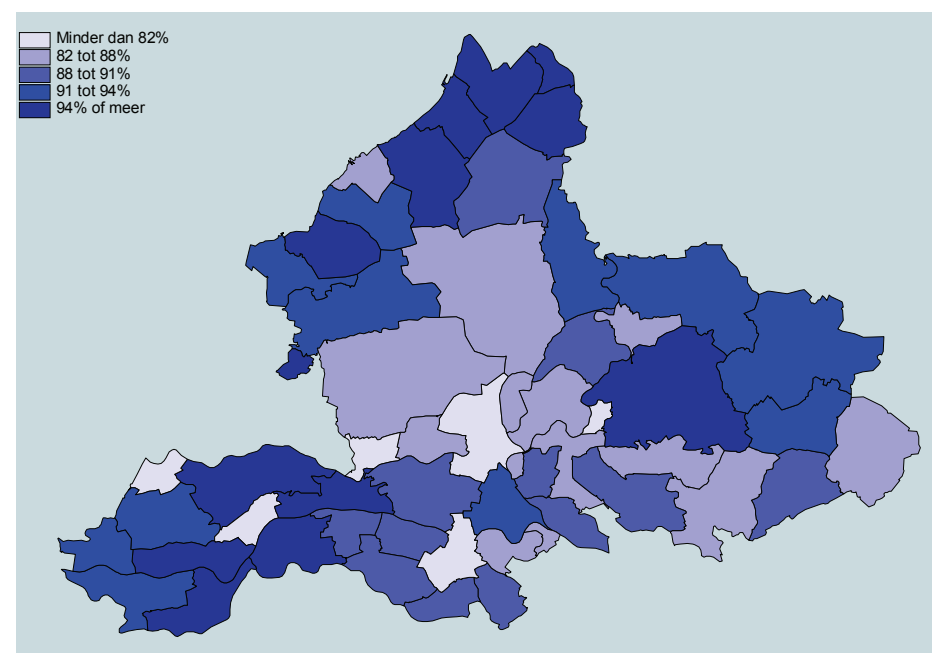 Minder dan 82%
82 tot 88%
88 tot 91%
91 tot 94%
94% of meer